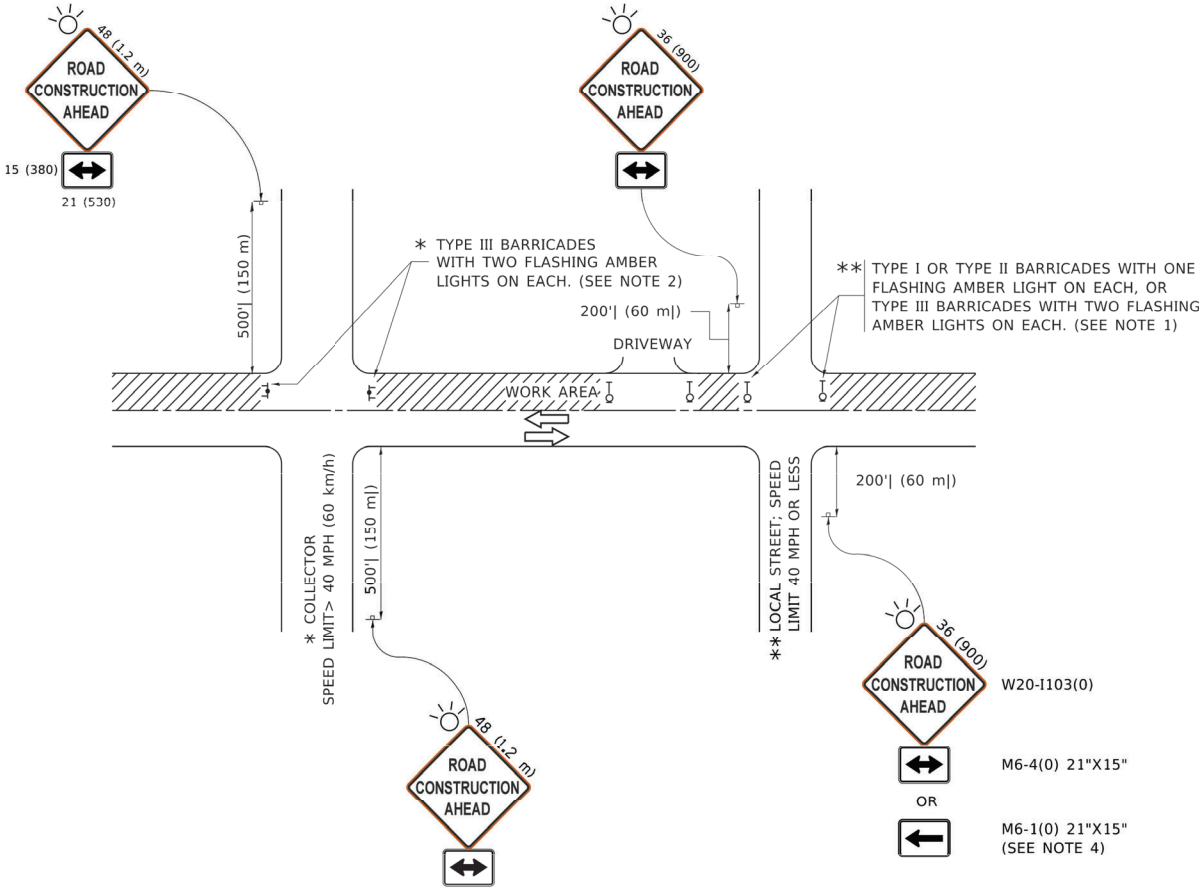 48 (1.2 m)
ROAD
CONSTRUCTION
AHEAD
15 (380)
21 (530)
36 (900)
ROAD
CONSTRUCTION
AHEAD
500'| (150 m)
* TYPE III BARRICADES
WITH TWO FLASHING AMBER
LIGHTS ON EACH. (SEE NOTE 2)
200'| (60 m|)
DRIVEWAY
** TYPE I OR TYPE II BARRICADES WITH ONE
FLASHING AMBER LIGHT ON EACH, OR
TYPE III BARRICADES WITH TWO FLASHING
AMBER LIGHTS ON EACH. (SEE NOTE 1)
WORK AREA
* COLLECTOR
SPEED LIMIT> 40 MPH (60 km/h)
500'| (150 m|)
** LOCAL STREET; SPEED
LIMIT 40 MPH OR LESS
200'| (60 m|)
48 (1.2 m)
ROAD
CONSTRUCTION
AHEAD
36 (900)
ROAD
CONSTRUCTION
AHEAD
W20-I103(0)
M6-4(0) 21"X15"
OR
M6-1(0) 21"X15"
(SEE NOTE 4)